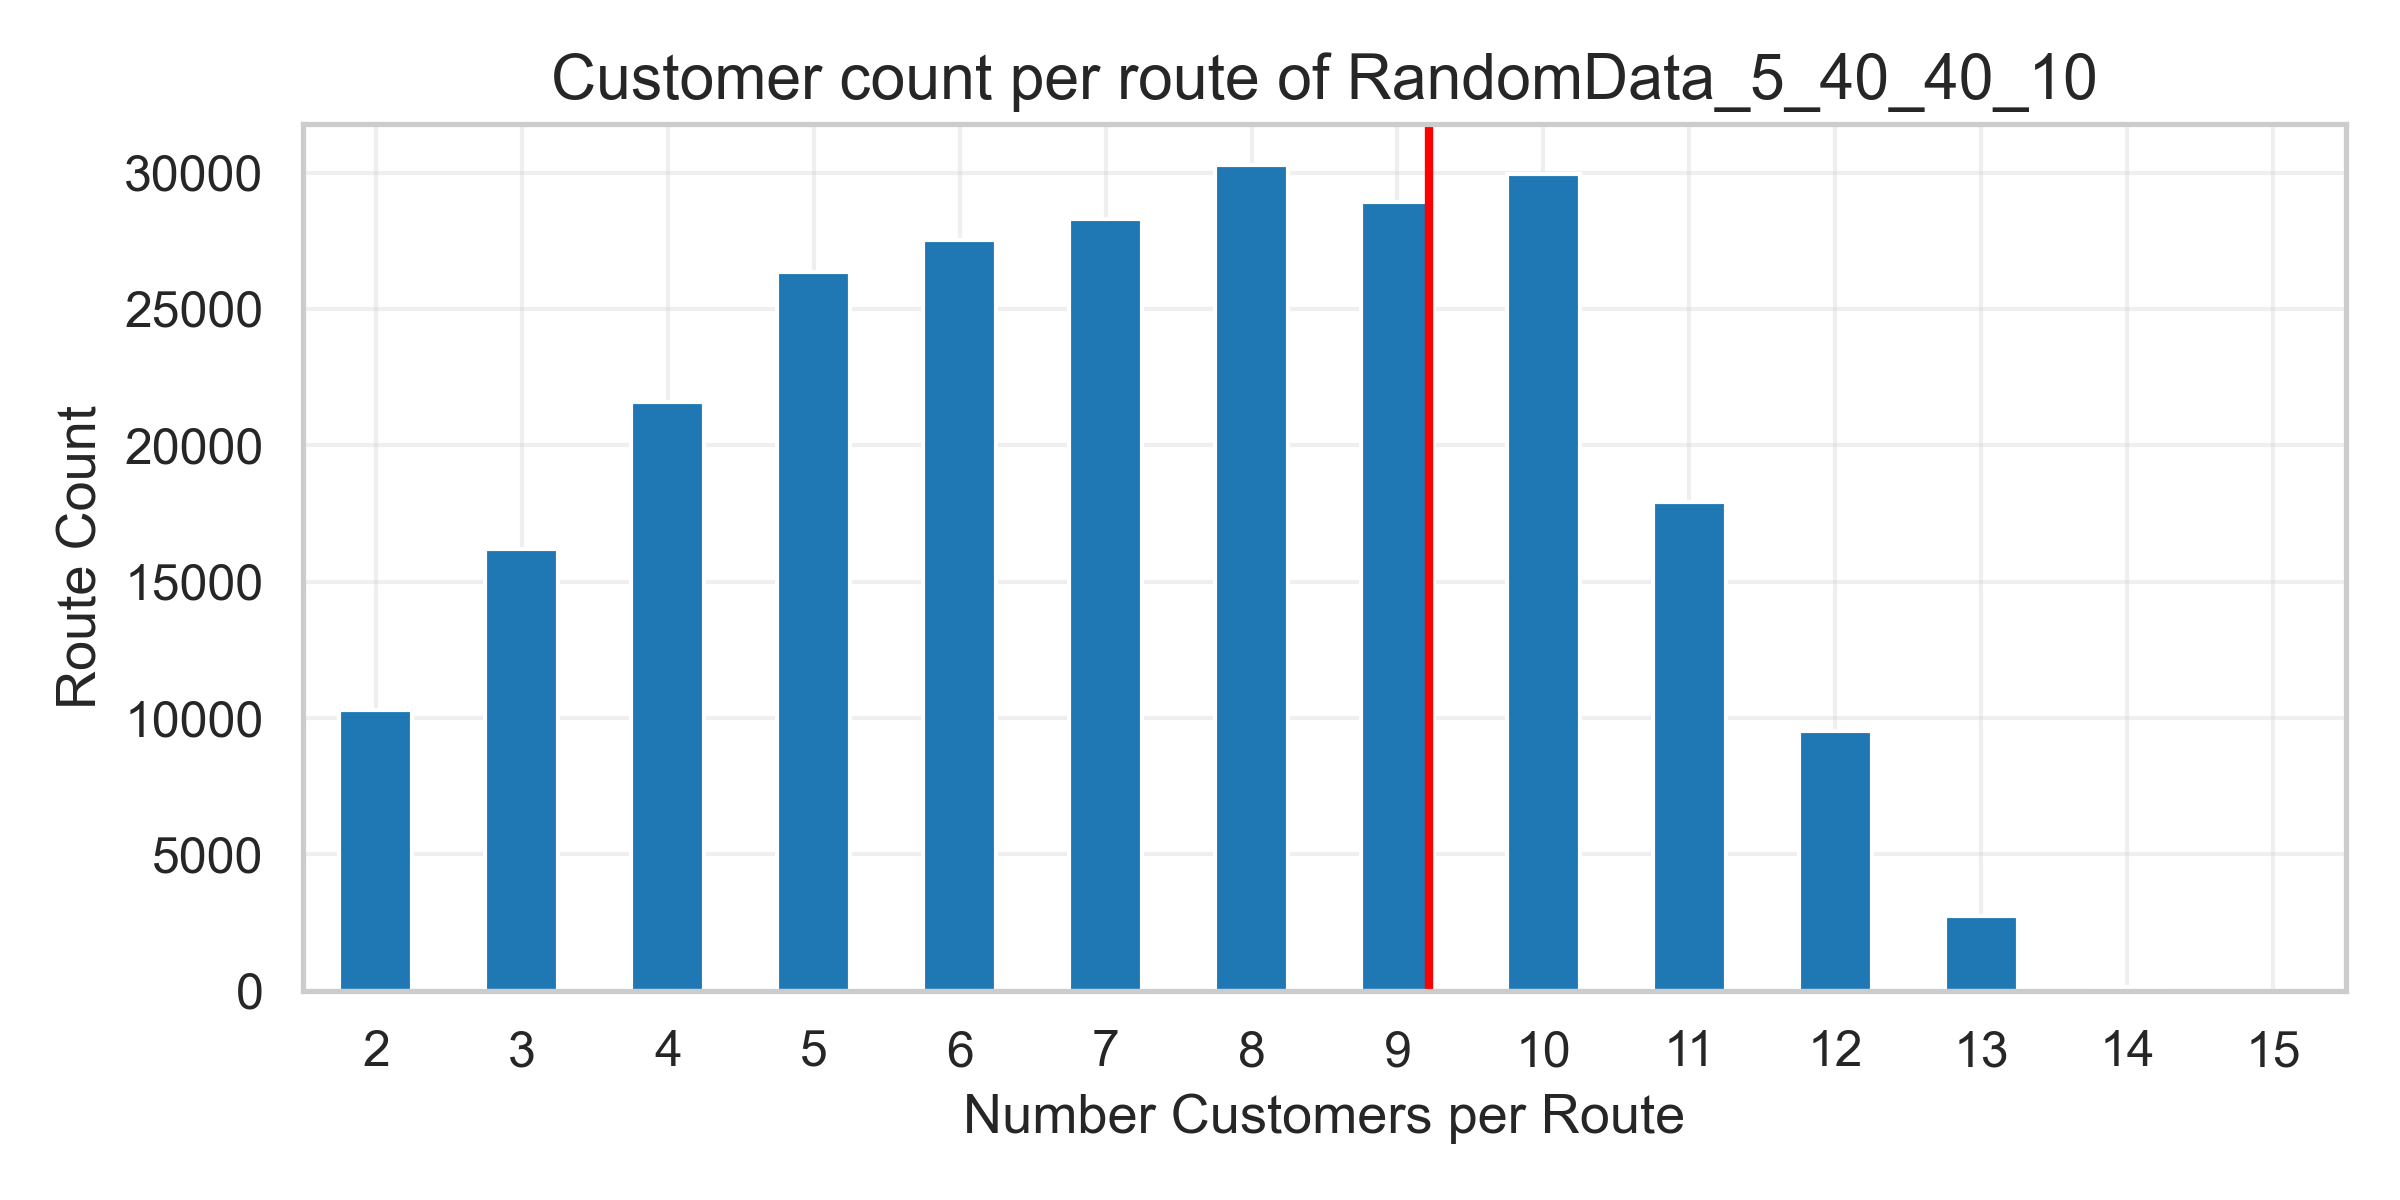 Customer count per route of RandomData_5_40_40_10
30000
25000
20000
15000
10000
5000
0
Route Count
2 3 4 5 6 7 8 9 10 11 12 13 14 15
Number Customers per Route